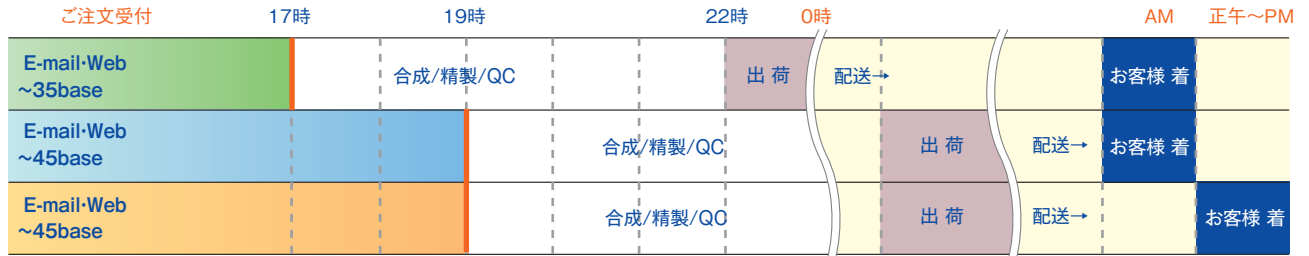 ご注文受付 17時 19時 22時 0時 AM 正午～PM
E-mail·Web
~35base
合成/精製/QC 出 荷 配送→ お客様 着
E-mail·Web
~45base
合成/精製/QC 出 荷 配送→ お客様 着
E-mail·Web
~45base
合成/精製/QC 出 荷 配送→ お客様 着